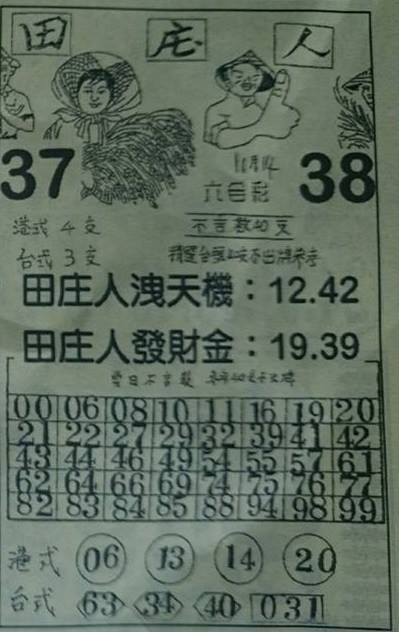 田 庄 人
37 38
六合彩
港式 4 支
不言數40支
台式 3 支
田庄人洩天機：12.42
田庄人發財金：19.39
00 06 08 10 11 16 19 20
21 22 27 29 32 39 41 42
43 44 46 49 54 55 57 61
62 64 66 69 74 75 76 77
82 83 84 85 88 94 98 99
港式 06 13 14 20
台式 63 34 40 031